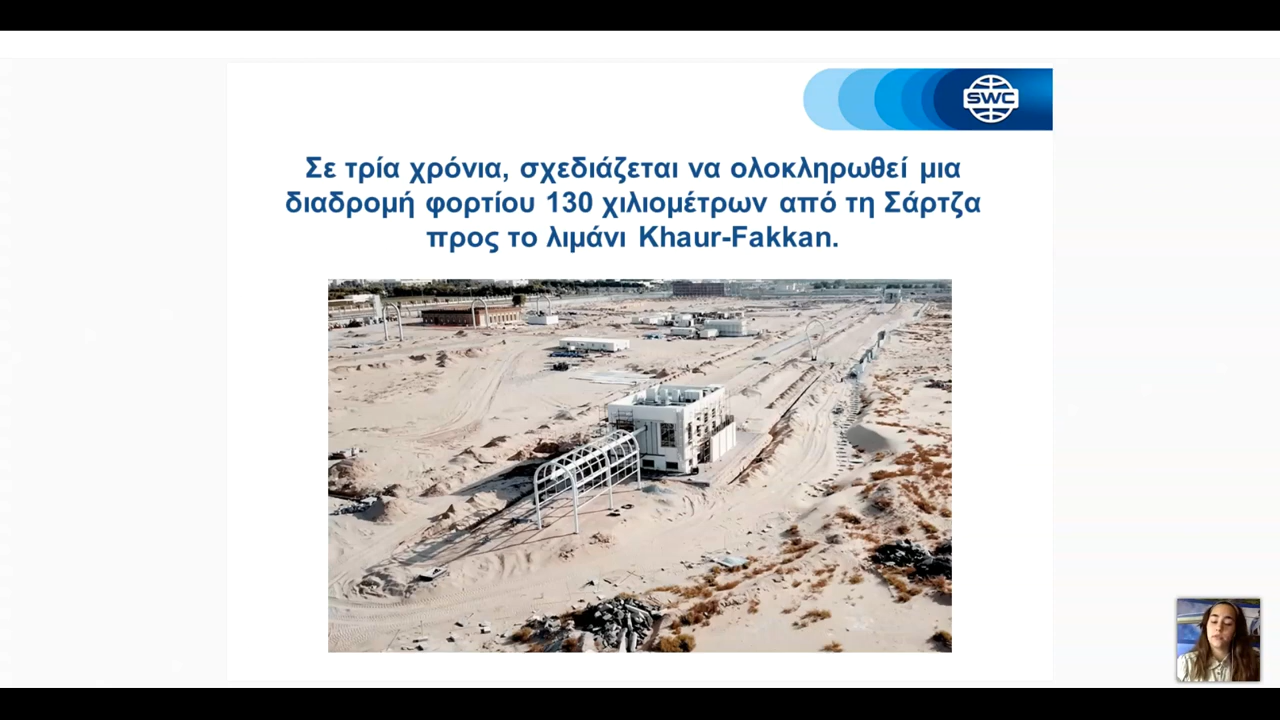 SWC
Σε τρία χρόνια, σχεδιάζεται να ολοκληρωθεί μια
διαδρομή φορτίου 130 χιλιομέτρων από τη Σάρτζα
προς το λιμάνι Khaur-Fakkan.